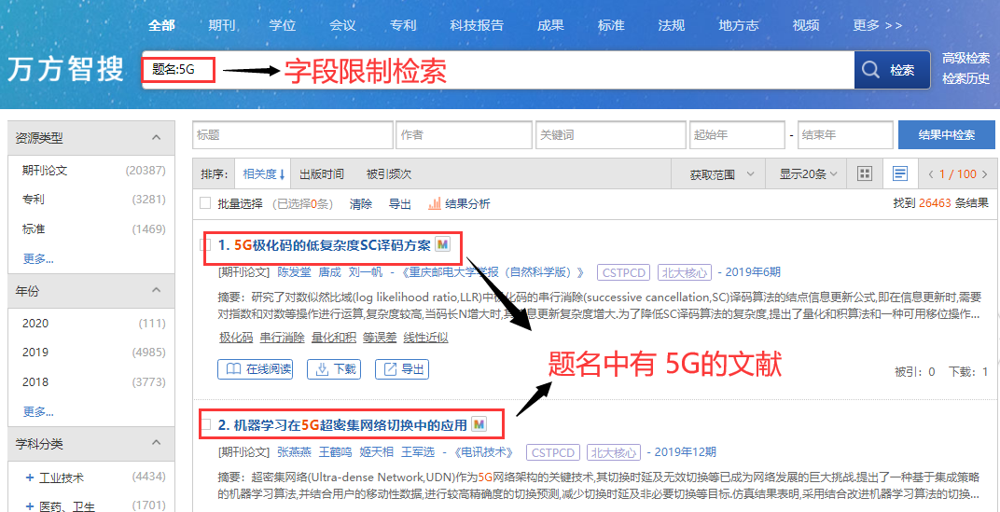 全部 期刊 学位 会议 专利 科技报告 成果 标准 法规 地方志 视频 更多 >>
万方智搜
题名:5G
字段限制检索
检索
高级检索
检索历史
资源类型
期刊论文 (20387)
专利 (3281)
标准 (1469)
更多...
年份
2020 (111)
2019 (4985)
2018 (3773)
更多...
学科分类
+ 工业技术 (4434)
+ 医药、卫生 (1701)
标题 作者 关键词 起始年 - 结束年 结果中检索
排序: 相关度↓ 出版时间 被引频次 获取范围 显示20条 < 1 / 100 >
批量选择 (已选择0条) 清除 导出 结果分析 找到 26463 条结果
1. 5G极化码的低复杂度SC译码方案 M
[期刊论文] 陈发堂 唐成 刘一帆 - 《重庆邮电大学学报（自然科学版）》 CSTPCD 北大核心 - 2019年6期
摘要：研究了对数似然比域(log likelihood ratio,LLR)中极化码的串行消除(successive cancellation,SC)译码算法的结点信息更新公式,即在信息更新时,需要
对指数和对数等操作进行运算,复杂度较高,当码长N增大时,其信息更新复杂度增大.为了降低SC译码算法的复杂度,提出了量化和积算法和一种可用移位操作...
极化码 串行消除 量化和积 等误差 线性近似
在线阅读 下载 导出
被引：0 下载：1
题名中有 5G的文献
2. 机器学习在5G超密集网络切换中的应用 M
[期刊论文] 张燕燕 王鹤鸣 姬天相 王军选 - 《电讯技术》 CSTPCD 北大核心 - 2019年12期
摘要：超密集网络(Ultra-dense Network,UDN)作为5G网络架构的关键技术,其切换时延及无效切换等已成为网络发展的巨大挑战.提出了一种基于集成策略
的机器学习算法,并结合用户的移动性数据,进行较高精确度的切换预测,减少切换时延及非必要切换等目标.仿真结果表明,采用结合改进机器学习算法的切换...